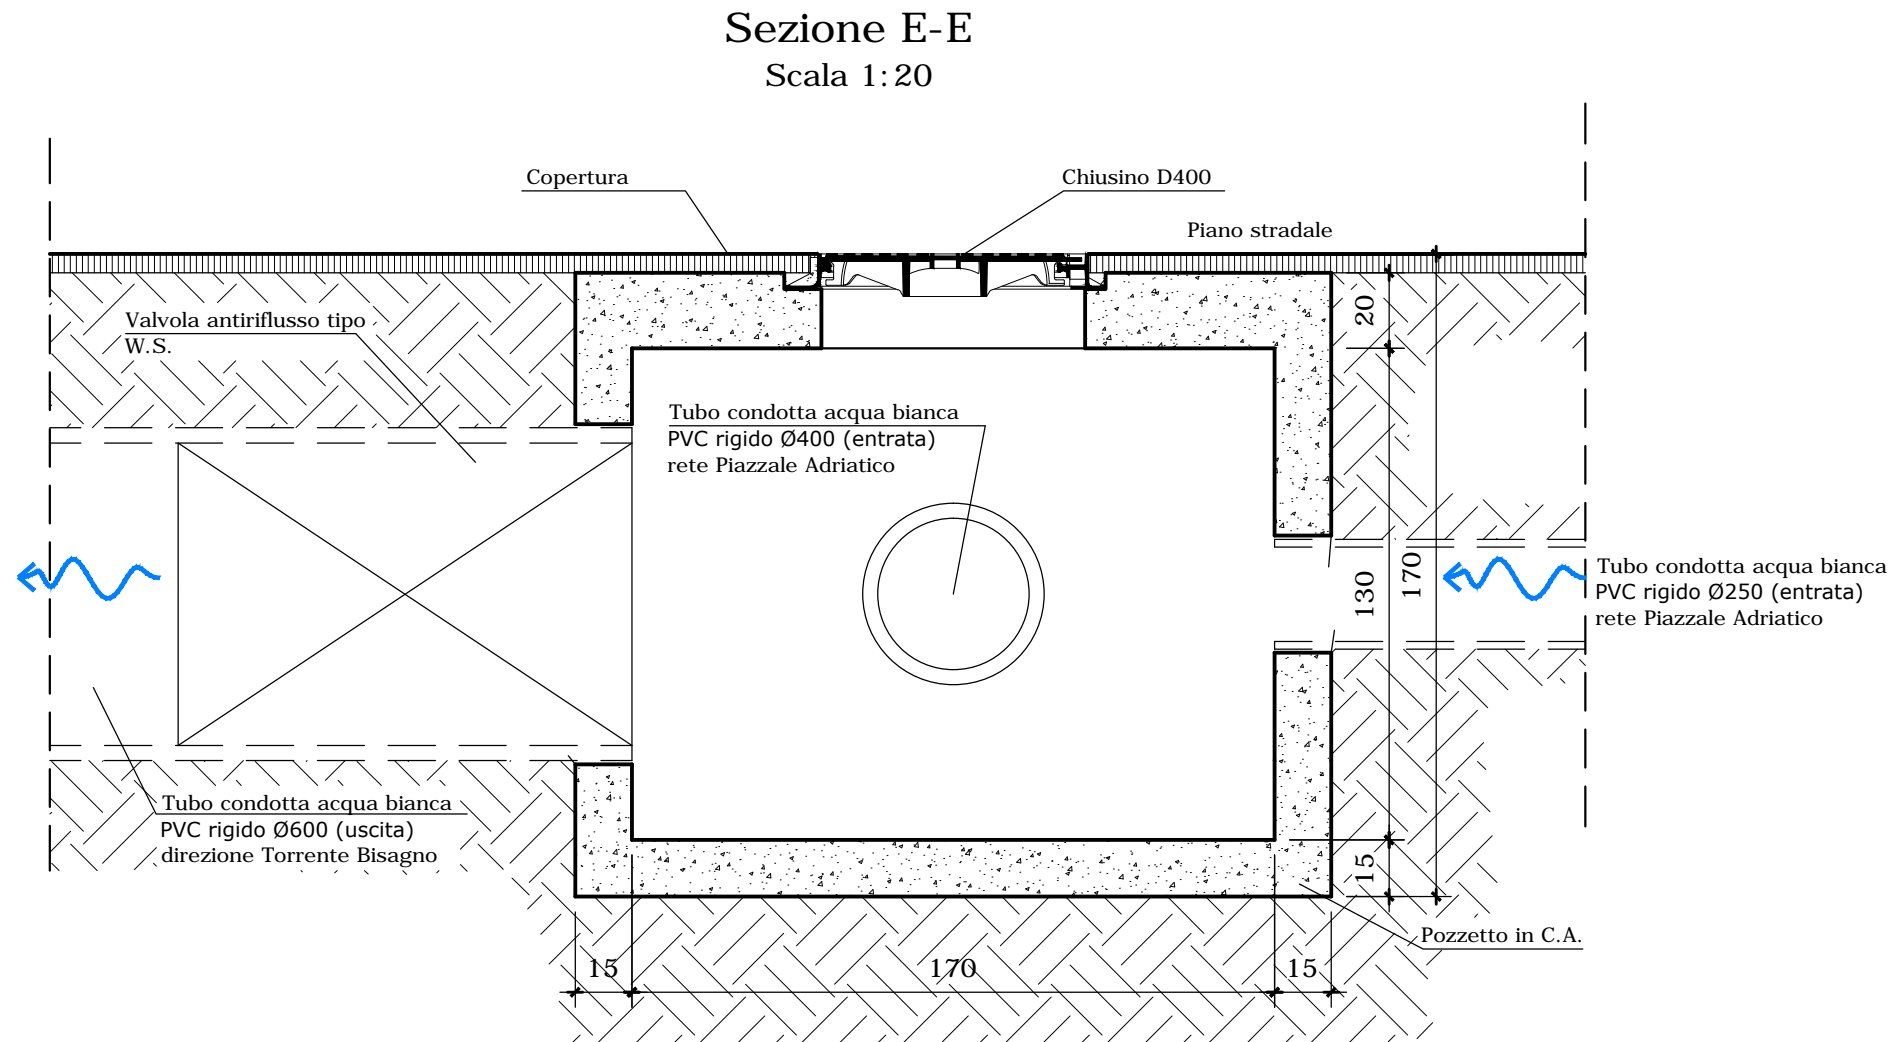 Sezione E-E
Scala 1:20
Copertura
Chiusino D400
Piano stradale
Valvola antiriflusso tipo
W.S.
20
Tubo condotta acqua bianca
PVC rigido Ø400 (entrata)
rete Piazzale Adriatico
130
170
Tubo condotta acqua bianca
PVC rigido Ø250 (entrata)
rete Piazzale Adriatico
Tubo condotta acqua bianca
PVC rigido Ø600 (uscita)
direzione Torrente Bisagno
15
Pozzetto in C.A.
15
170
15